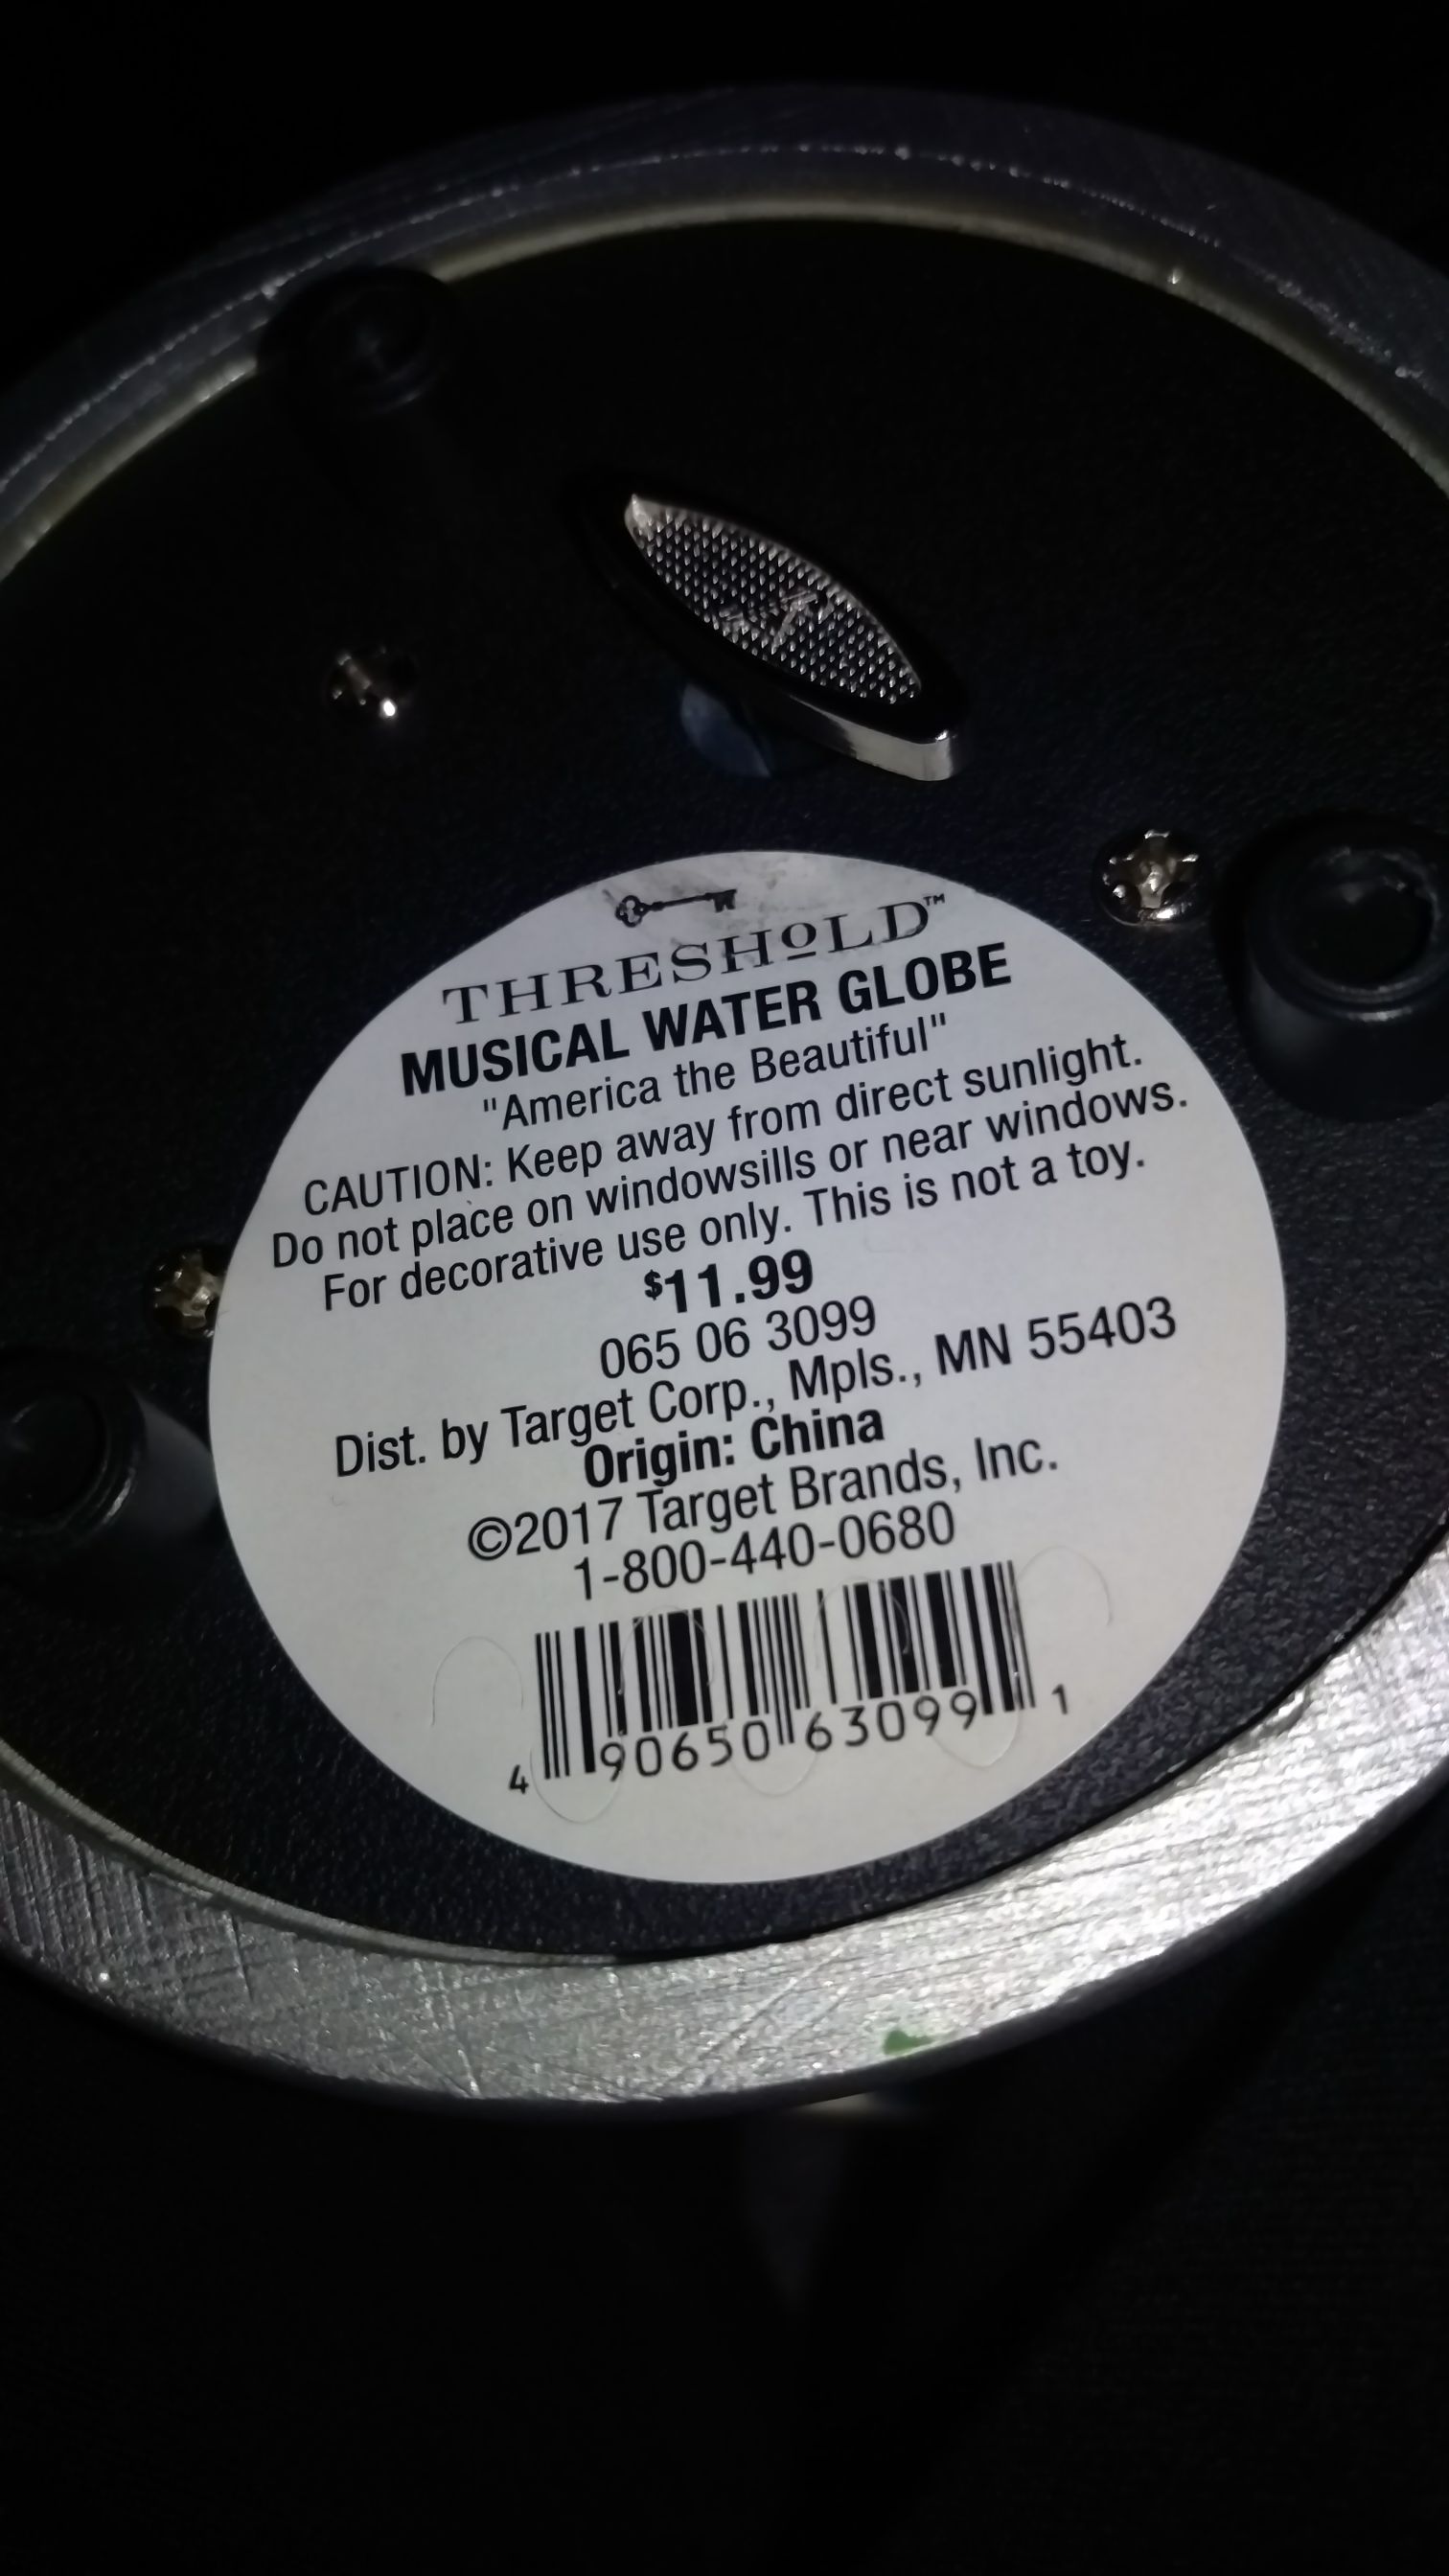 THRESHOLD™
MUSICAL WATER GLOBE
"America the Beautiful"
CAUTION: Keep away from direct sunlight.
Do not place on windowsills or near windows.
For decorative use only. This is not a toy.
$11.99
065 06 3099
Dist. by Target Corp., Mpls., MN 55403
Origin: China
©2017 Target Brands, Inc.
1-800-440-0680
4 90650 63099 1